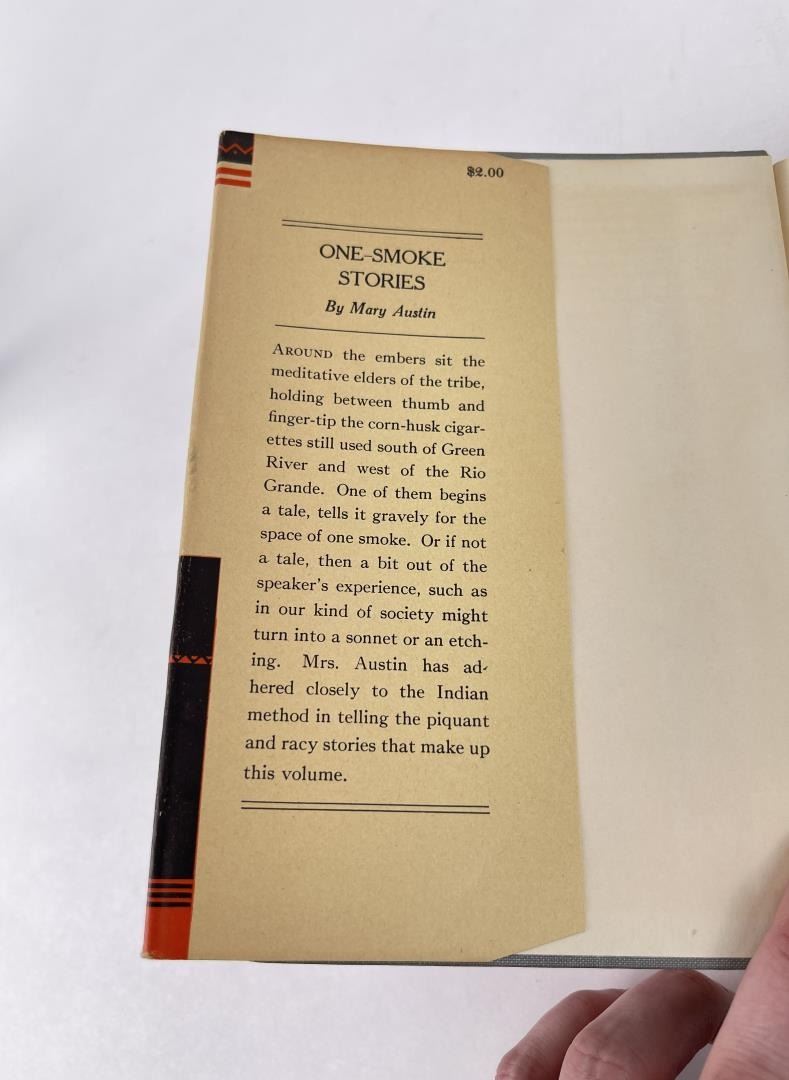 $2.00
ONE-SMOKE
STORIES
By Mary Austin
AROUND the embers sit the
meditative elders of the tribe,
holding between thumb and
finger-tip the corn-husk cigar-
ettes still used south of Green
River and west of the Rio
Grande. One of them begins
a tale, tells it gravely for the
space of one smoke. Or if not
a tale, then a bit out of the
speaker's experience, such as
in our kind of society might
turn into a sonnet or an etch-
ing. Mrs. Austin has ad-
hered closely to the Indian
method in telling the piquant
and racy stories that make up
this volume.